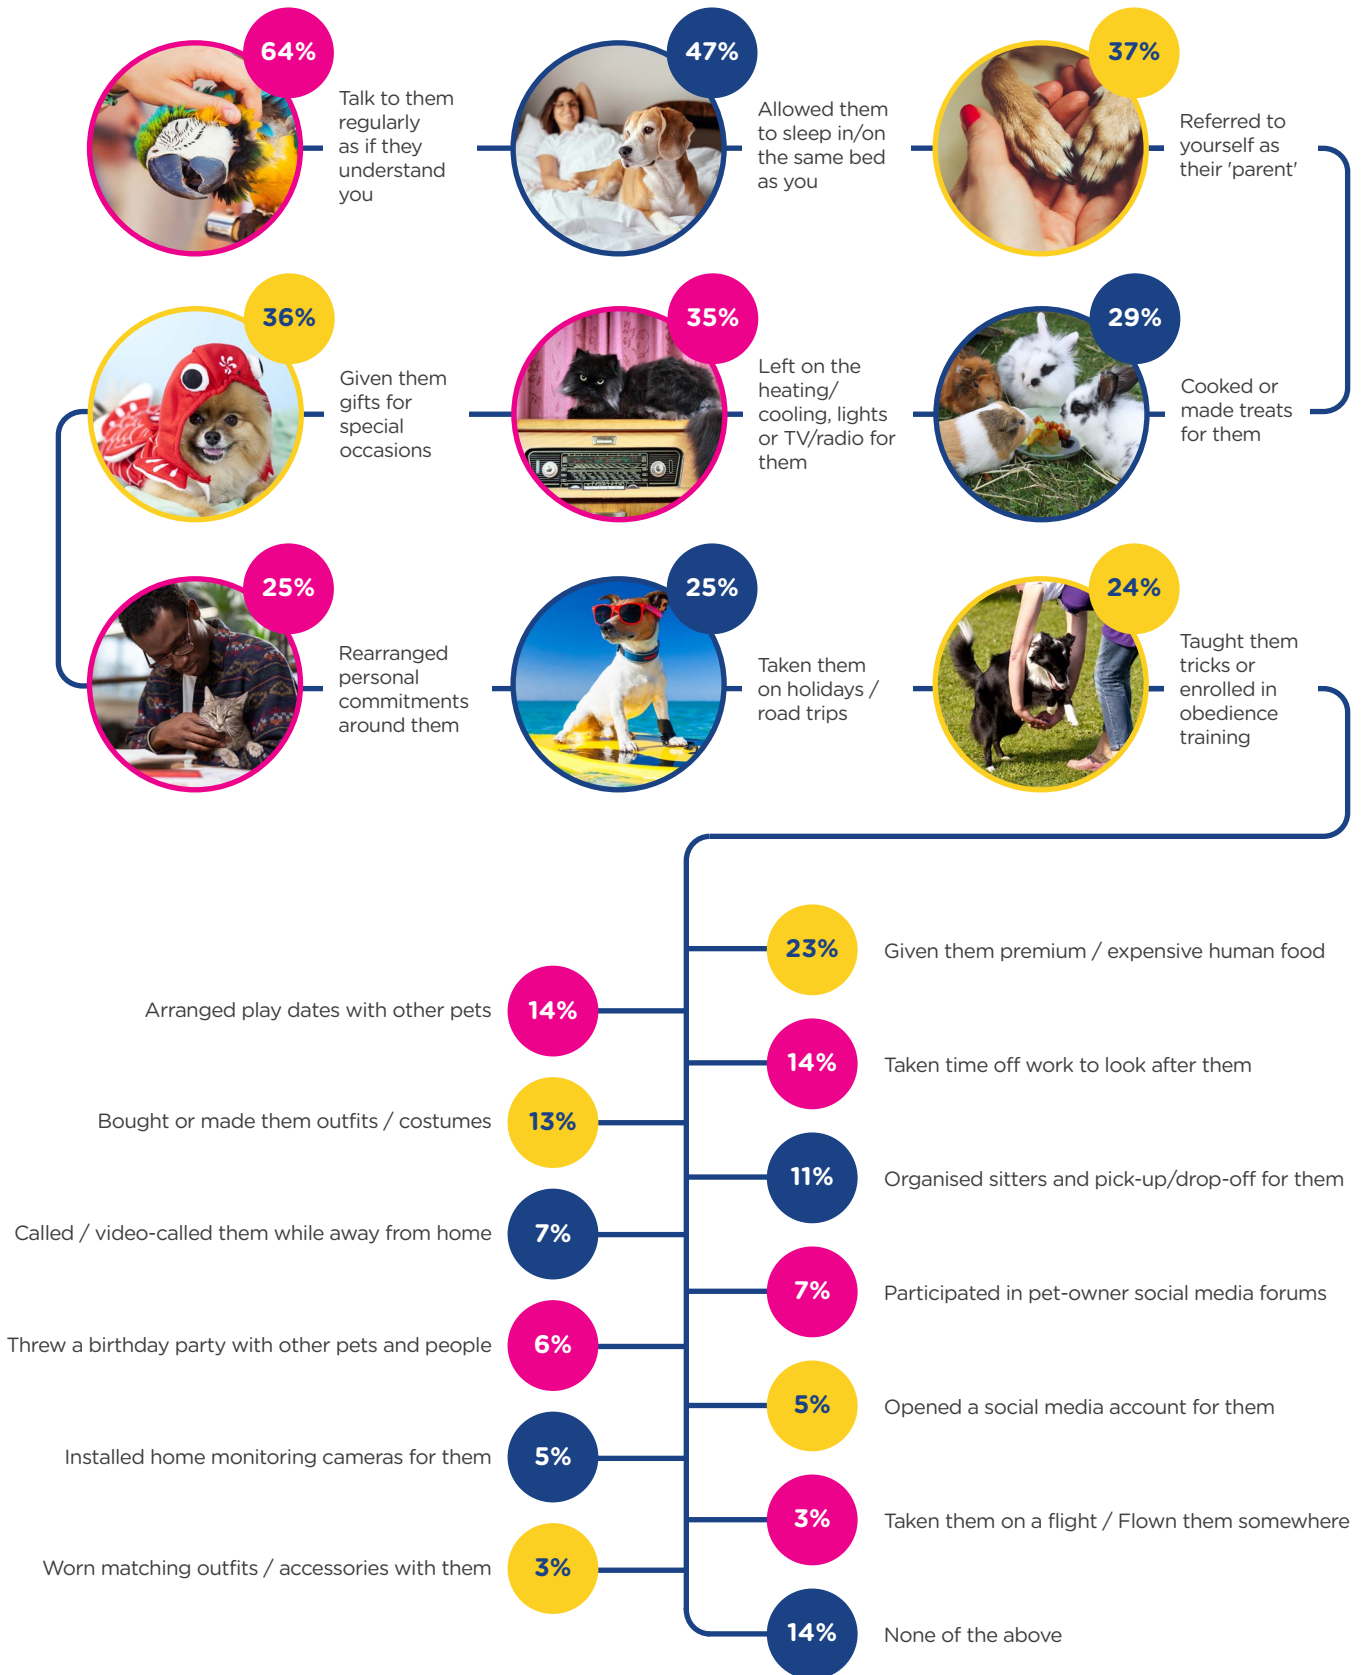 64%
Talk to them
regularly
as if they
understand
you
47%
Allowed them
to sleep in/on
the same bed
as you
37%
Referred to
yourself as
their 'parent'
36%
Given them
gifts for
special
occasions
35%
Left on the
heating/
cooling, lights
or TV/radio for
them
29%
Cooked or
made treats
for them
25%
Rearranged
personal
commitments
around them
25%
Taken them
on holidays /
road trips
24%
Taught them
tricks or
enrolled in
obedience
training
23%
Given them premium / expensive human food
Arranged play dates with other pets
14%
14%
Taken time off work to look after them
Bought or made them outfits / costumes
13%
11%
Organised sitters and pick-up/drop-off for them
Called / video-called them while away from home
7%
7%
Participated in pet-owner social media forums
Threw a birthday party with other pets and people
6%
5%
Opened a social media account for them
Installed home monitoring cameras for them
5%
3%
Taken them on a flight / Flown them somewhere
Worn matching outfits / accessories with them
3%
14%
None of the above